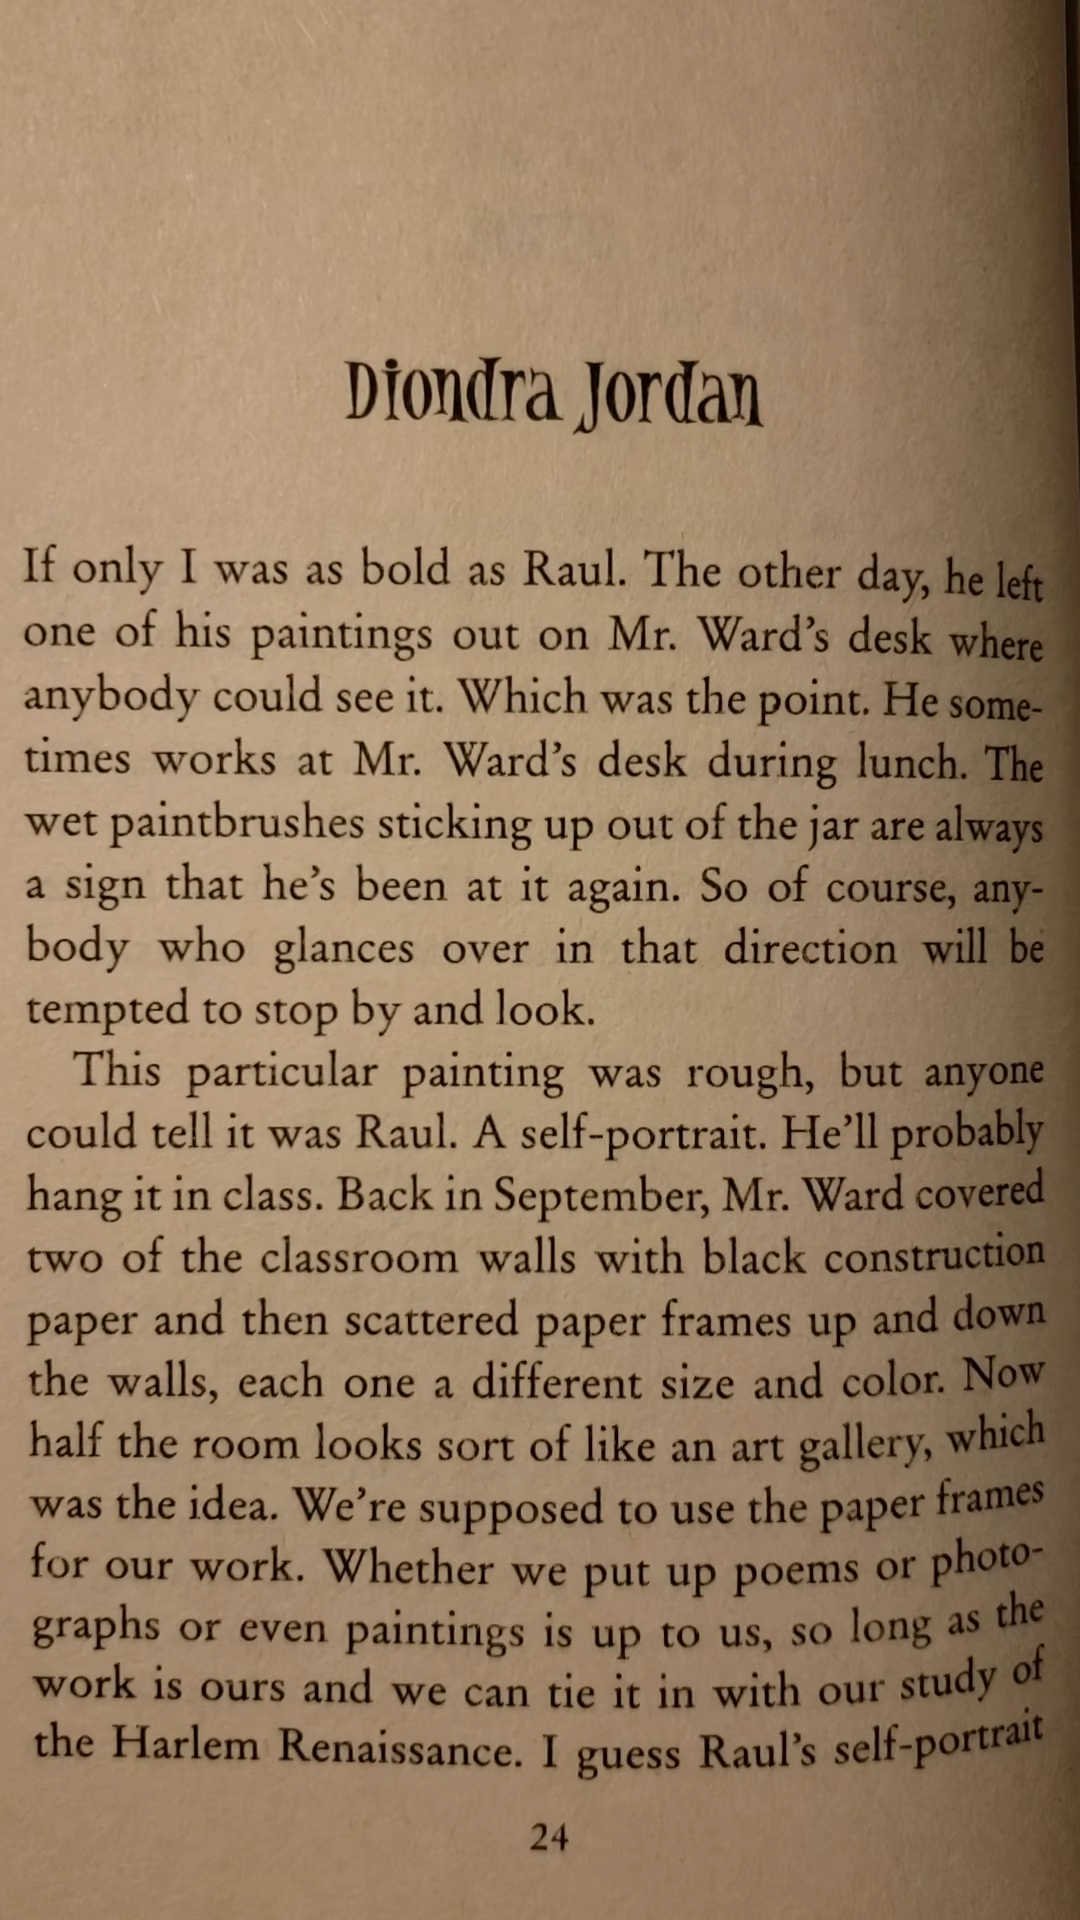 Diondra Jordan
If only I was as bold as Raul. The other day, he left
one of his paintings out on Mr. Ward's desk where
anybody could see it. Which was the point. He some-
times works at Mr. Ward's desk during lunch. The
wet paintbrushes sticking up out of the jar are always
a sign that he's been at it again. So of course, any-
body who glances over in that direction will be
tempted to stop by and look.
This particular painting was rough, but anyone
could tell it was Raul. A self-portrait. He'll probably
hang it in class. Back in September, Mr. Ward covered
two of the classroom walls with black construction
paper and then scattered paper frames up and down
the walls, each one a different size and color. Now
half the room looks sort of like an art gallery, which
was the idea. We're supposed to use the paper frames
for our work. Whether we put up poems or photo-
graphs or even paintings is up to us, so long as the
work is ours and we can tie it in with our study of
the Harlem Renaissance. I guess Raul's self-portrait
24